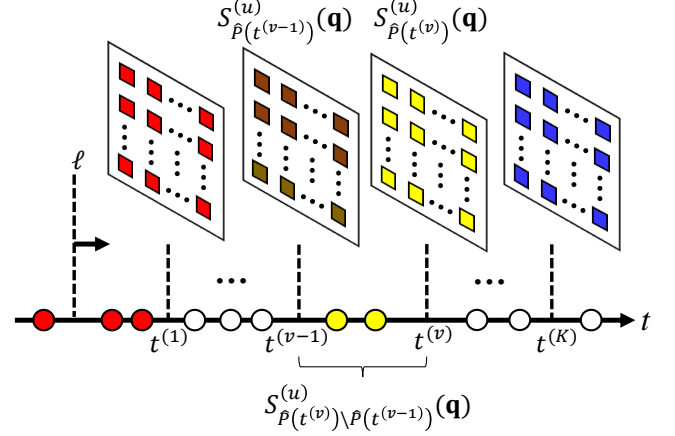 S^{(u)}_{\hat{P}(t^{(v-1)})}(𝐪) S^{(u)}_{\hat{P}(t^{(v)})}(𝐪)
ℓ
... ...
t^{(1)} t^{(v-1)} t^{(v)} t^{(K)} t
S^{(u)}_{\hat{P}(t^{(v)})\setminus\hat{P}(t^{(v-1)})}(𝐪)